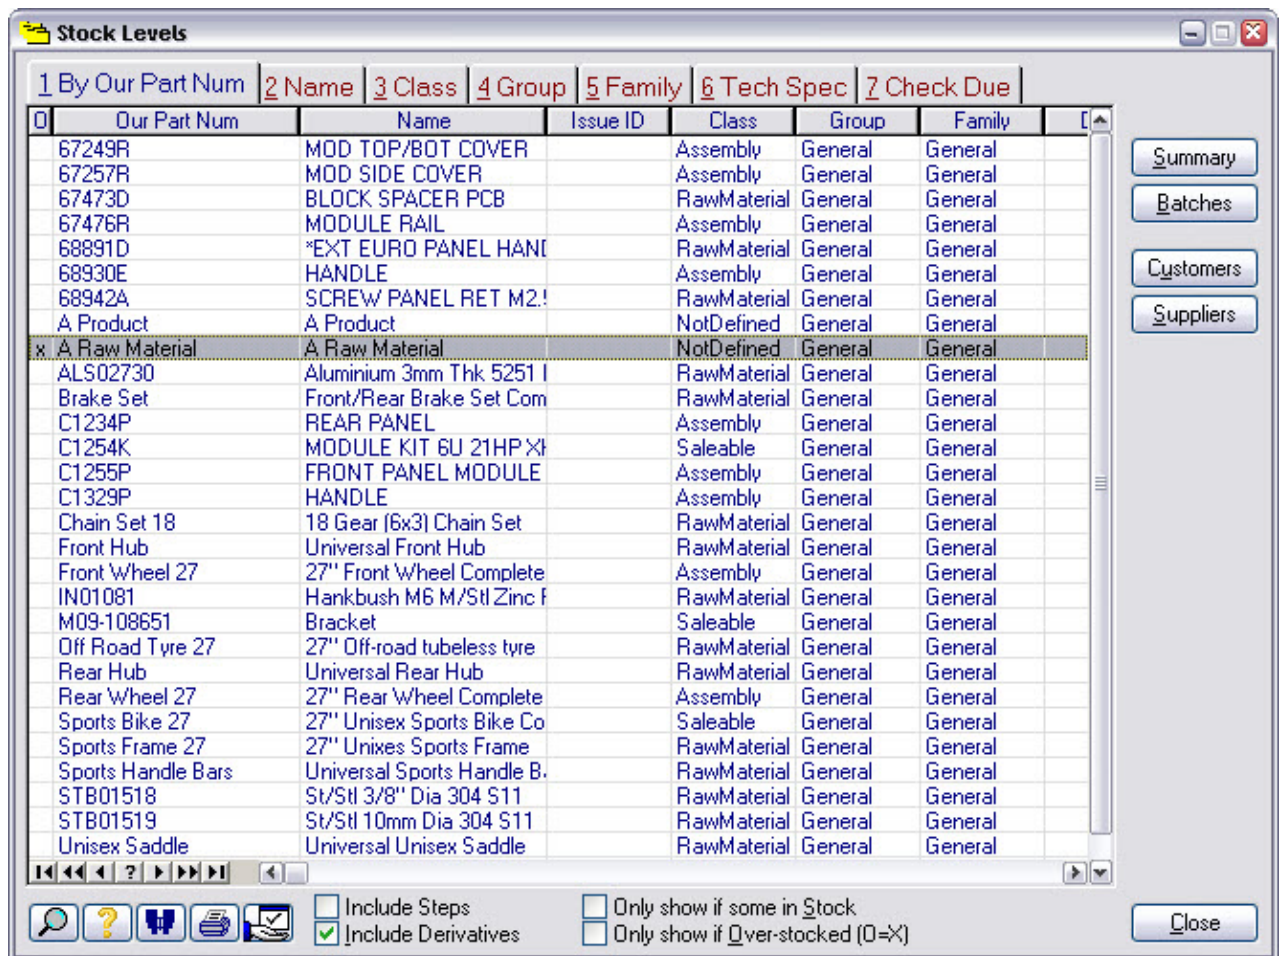 Stock Levels
1 By Our Part Num 2 Name 3 Class 4 Group 5 Family 6 Tech Spec 7 Check Due
O Our Part Num Name Issue ID Class Group Family
67249R MOD TOP/BOT COVER Assembly General General
67257R MOD SIDE COVER Assembly General General
67473D BLOCK SPACER PCB RawMaterial General General
67476R MODULE RAIL Assembly General General
68891D *EXT EURO PANEL HAND RawMaterial General General
68930E HANDLE Assembly General General
68942A SCREW PANEL RET M2.5 RawMaterial General General
A Product A Product NotDefined General General
x A Raw Material A Raw Material NotDefined General General
ALS02730 Aluminium 3mm Thk 5251 RawMaterial General General
Brake Set Front/Rear Brake Set Com RawMaterial General General
C1234P REAR PANEL Assembly General General
C1254K MODULE KIT 6U 21HP Saleable General General
C1255P FRONT PANEL MODULE Assembly General General
C1329P HANDLE Assembly General General
Chain Set 18 18 Gear (6x3) Chain Set RawMaterial General General
Front Hub Universal Front Hub RawMaterial General General
Front Wheel 27 27" Front Wheel Complete Assembly General General
IN01081 Hankbush M6 M/Stl Zinc RawMaterial General General
M09-108651 Bracket Saleable General General
Off Road Tyre 27 27" Off-road tubeless tyre RawMaterial General General
Rear Hub Universal Rear Hub RawMaterial General General
Rear Wheel 27 27" Rear Wheel Complete Assembly General General
Sports Bike 27 27" Unisex Sports Bike Co Saleable General General
Sports Frame 27 27" Unixes Sports Frame RawMaterial General General
Sports Handle Bars Universal Sports Handle RawMaterial General General
STB01518 St/Stl 3/8" Dia 304 S11 RawMaterial General General
STB01519 St/Stl 10mm Dia 304 S11 RawMaterial General General
Unisex Saddle Universal Unisex Saddle RawMaterial General General
Summary
Batches
Customers
Suppliers
Include Steps
Include Derivatives
Only show if some in Stock
Only show if Over-stocked (O=X)
Close